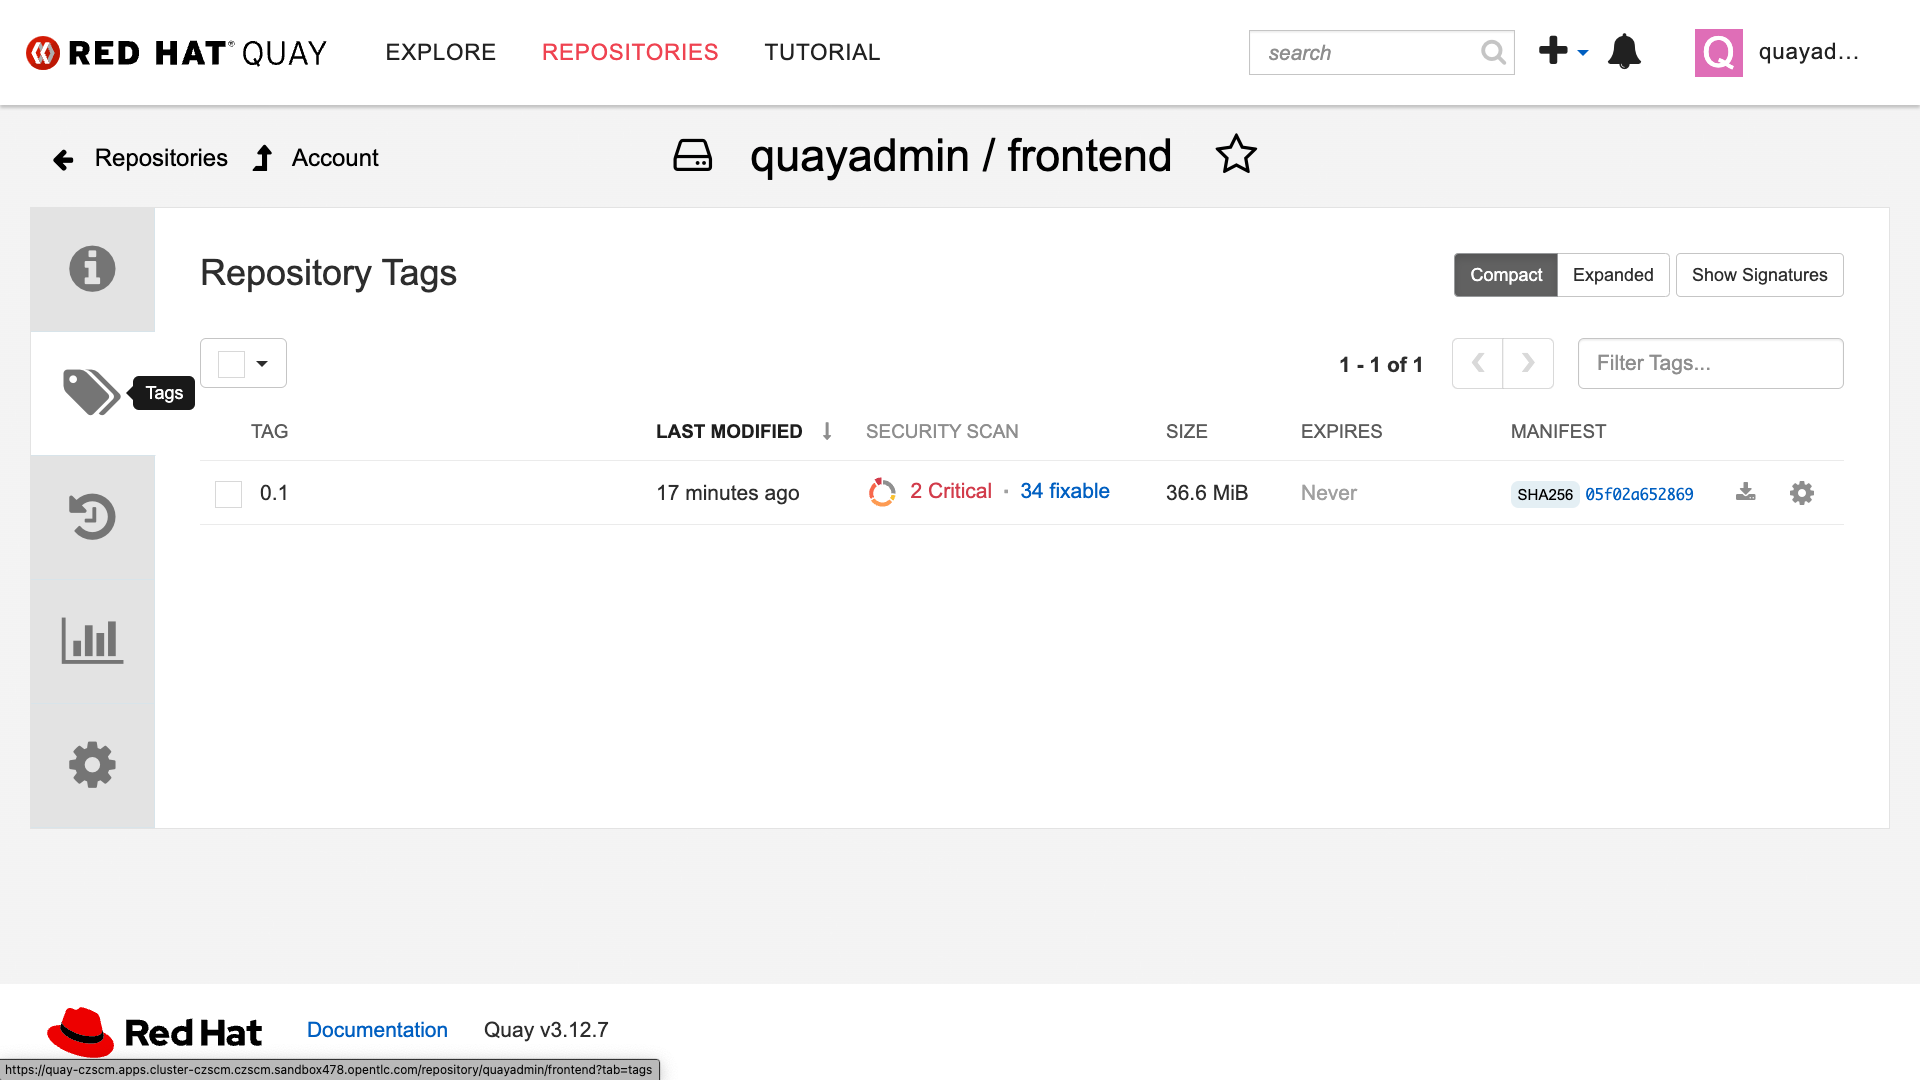 RED HAT® QUAY EXPLORE REPOSITORIES TUTORIAL search Q quayad...
Repositories Account quayadmin / frontend
Repository Tags Compact Expanded Show Signatures
1 - 1 of 1 Filter Tags...
Tags
TAG LAST MODIFIED SECURITY SCAN SIZE EXPIRES MANIFEST
0.1 17 minutes ago 2 Critical · 34 fixable 36.6 MiB Never SHA256 05f02a652869
Red Hat Documentation Quay v3.12.7
https://quay-czscm.apps.cluster-czscm.czscm.sandbox478.opentlc.com/repository/quayadmin/frontend?tab=tags